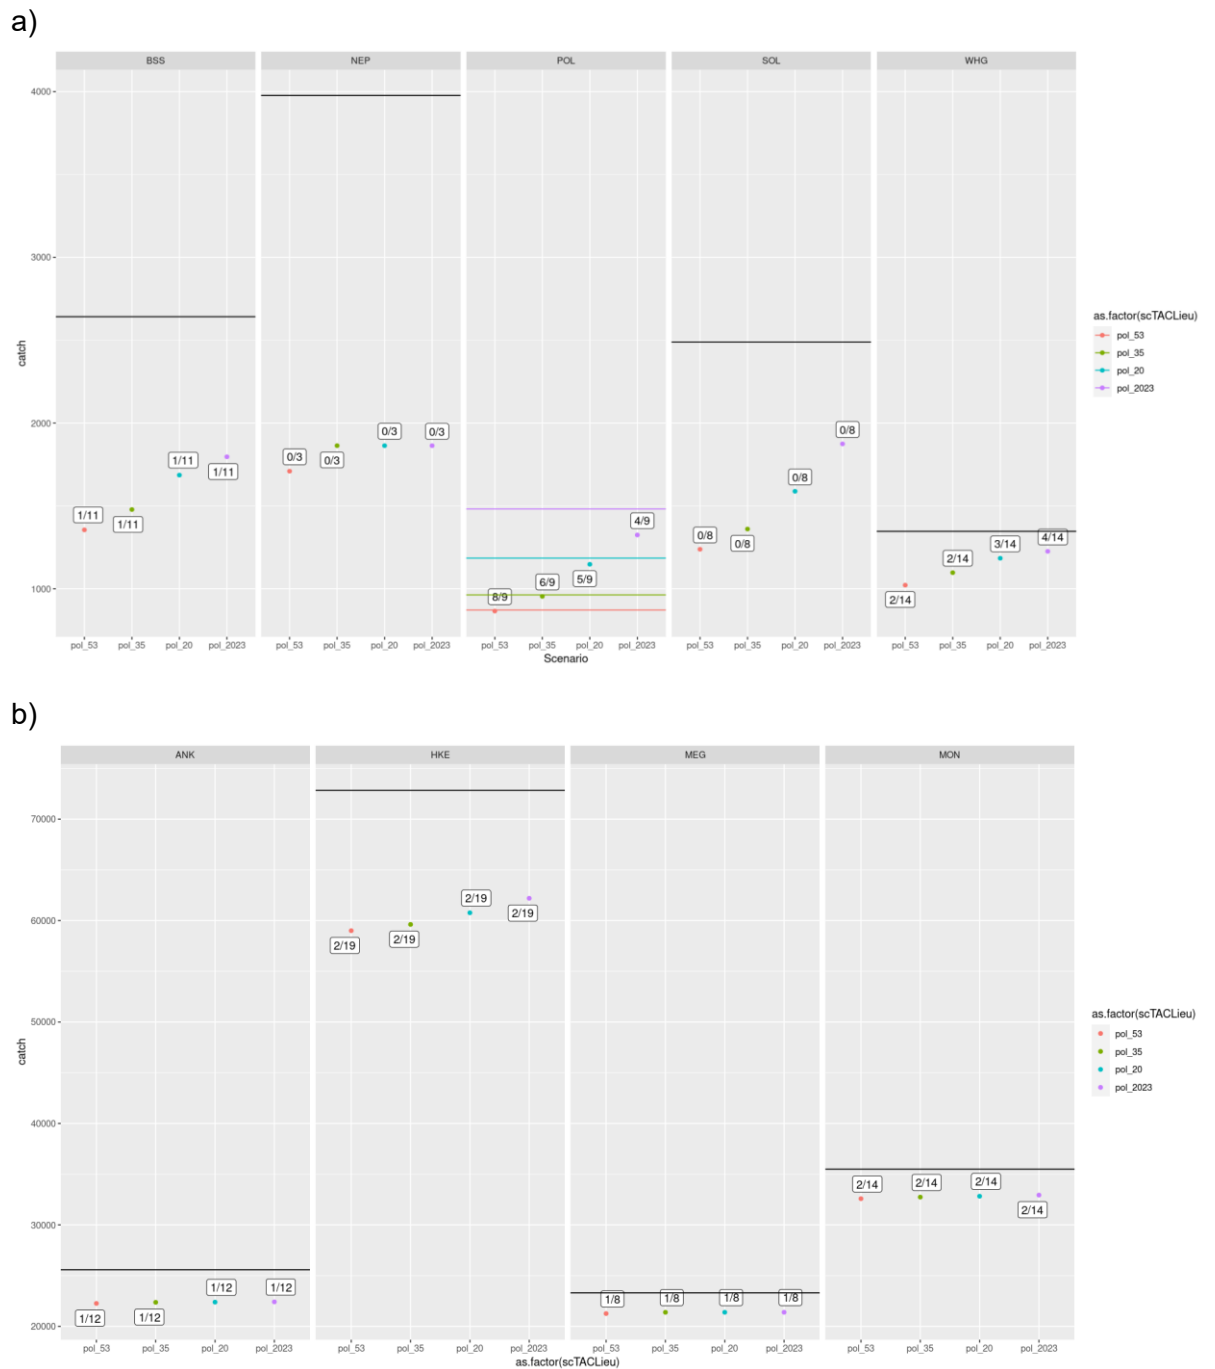 a)
BSS NEP POL SOL WHG
4000
3000
2000
1000
catch
1/11 1/11 1/11 1/11
0/3 0/3 0/3 0/3
8/9 6/9 5/9 4/9
0/8 0/8 0/8 0/8
2/14 2/14 3/14 4/14
pol_53 pol_35 pol_20 pol_2023 pol_53 pol_35 pol_20 pol_2023 pol_53 pol_35 pol_20 pol_2023 pol_53 pol_35 pol_20 pol_2023 pol_53 pol_35 pol_20 pol_2023
Scenario
as.factor(scTACLieu)
pol_53
pol_35
pol_20
pol_2023
b)
ANK HKE MEG MON
70000
60000
50000
40000
30000
20000
catch
1/12 1/12 1/12 1/12
2/19 2/19 2/19 2/19
1/8 1/8 1/8 1/8
2/14 2/14 2/14 2/14
pol_53 pol_35 pol_20 pol_2023 pol_53 pol_35 pol_20 pol_2023 pol_53 pol_35 pol_20 pol_2023 pol_53 pol_35 pol_20 pol_2023
as.factor(scTACLieu)
as.factor(scTACLieu)
pol_53
pol_35
pol_20
pol_2023